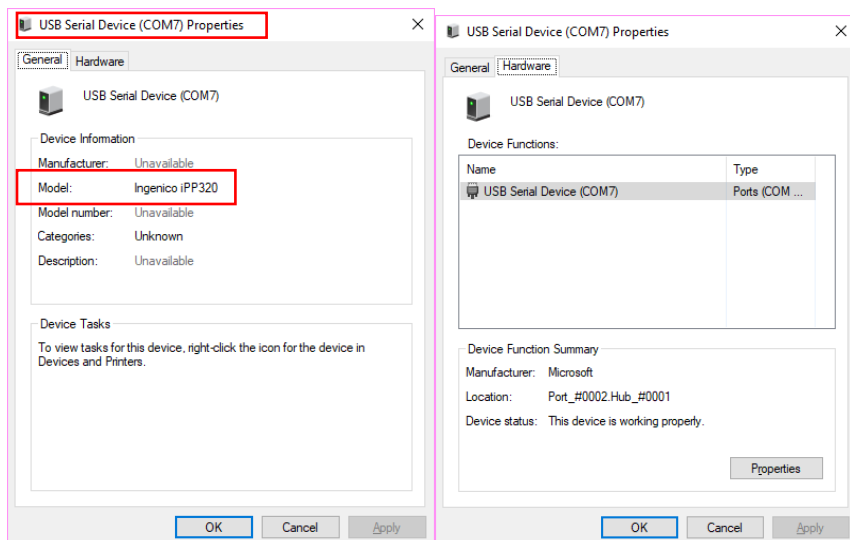 USB Serial Device (COM7) Properties
General Hardware
USB Serial Device (COM7)
Device Information
Manufacturer: Unavailable
Model: Ingenico iPP320
Model number: Unavailable
Categories: Unknown
Description: Unavailable
Device Tasks
To view tasks for this device, right-click the icon for the device in
Devices and Printers.
OK Cancel Apply
USB Serial Device (COM7) Properties
General Hardware
USB Serial Device (COM7)
Device Functions:
Name Type
USB Serial Device (COM7) Ports (COM ...
Device Function Summary
Manufacturer: Microsoft
Location: Port_#0002.Hub_#0001
Device status: This device is working properly.
Properties
OK Cancel Apply